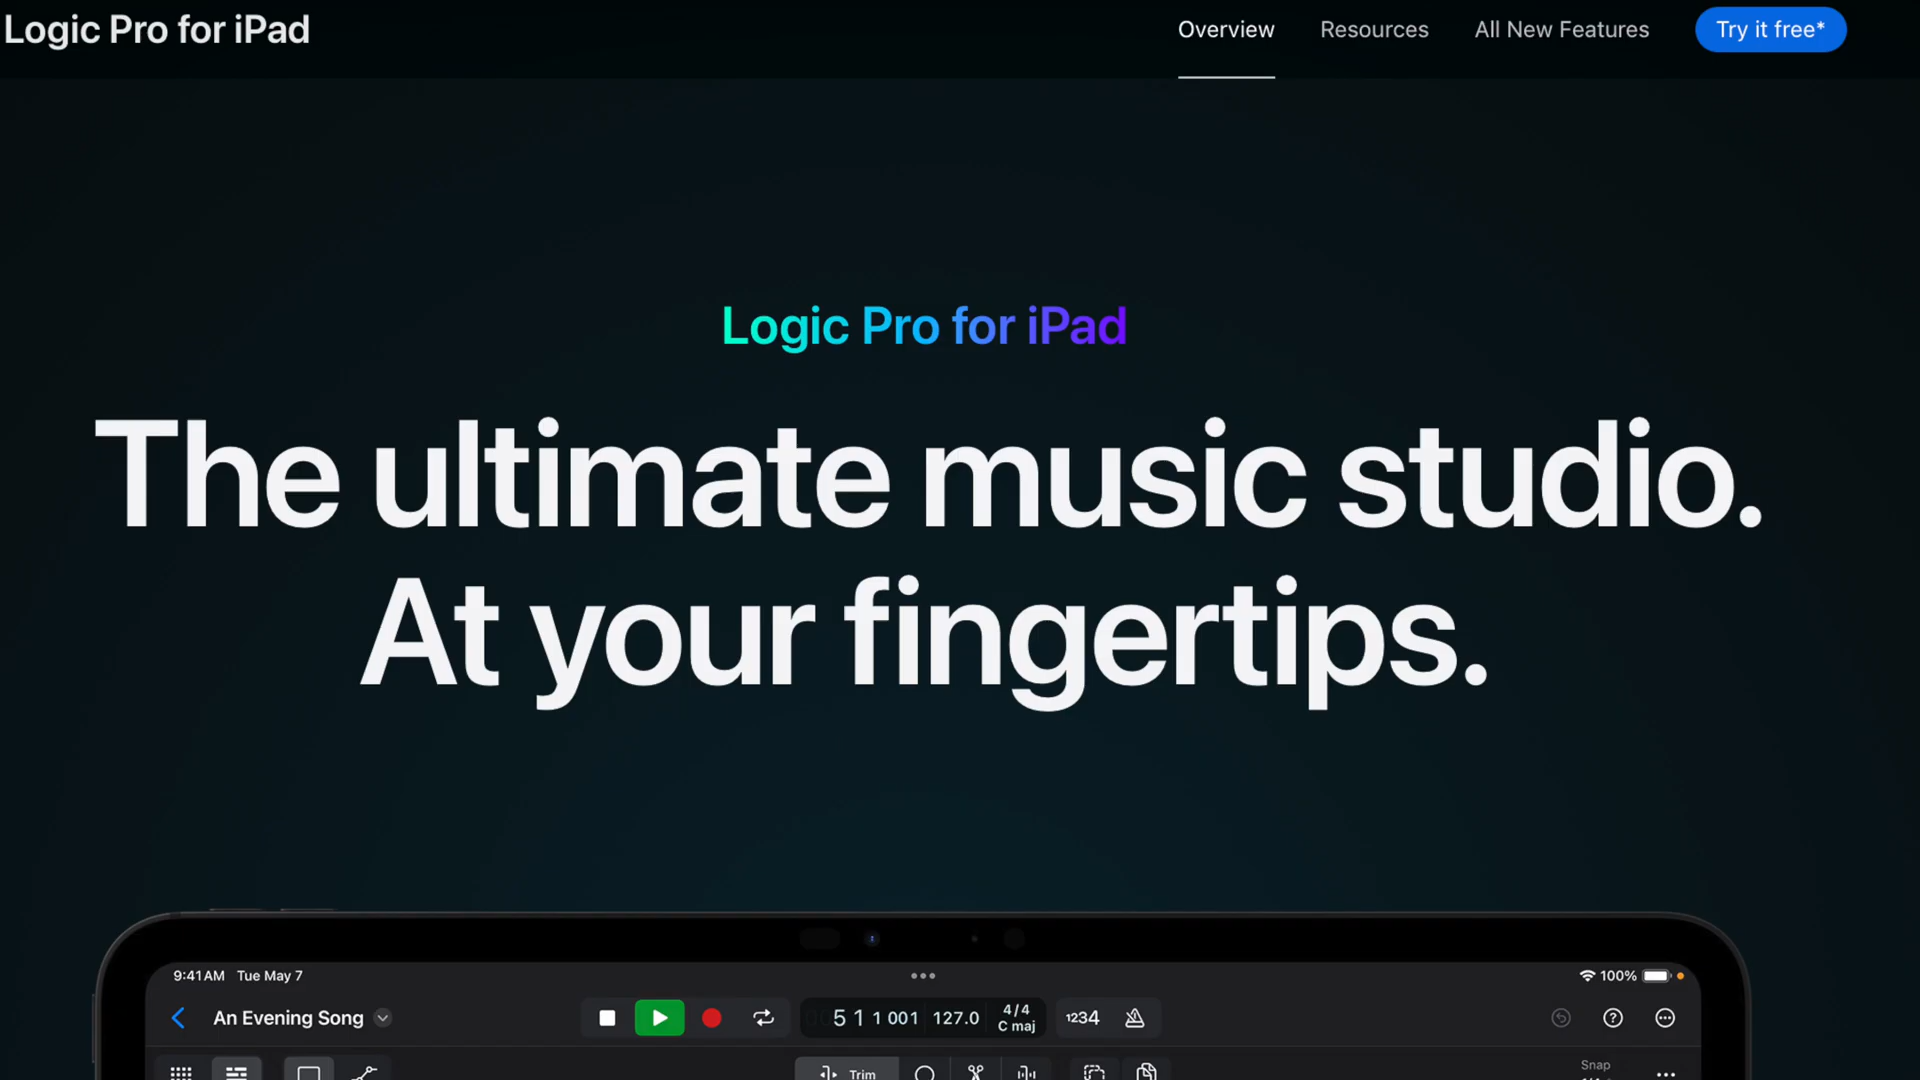 Logic Pro for iPad
Overview
Resources
All New Features
Try it free*
Logic Pro for iPad
The ultimate music studio.
At your fingertips.
9:41 AM Tue May 7
100%
An Evening Song
5 1 1 001
127.0
4/4
C maj
1234
Trim
Snap